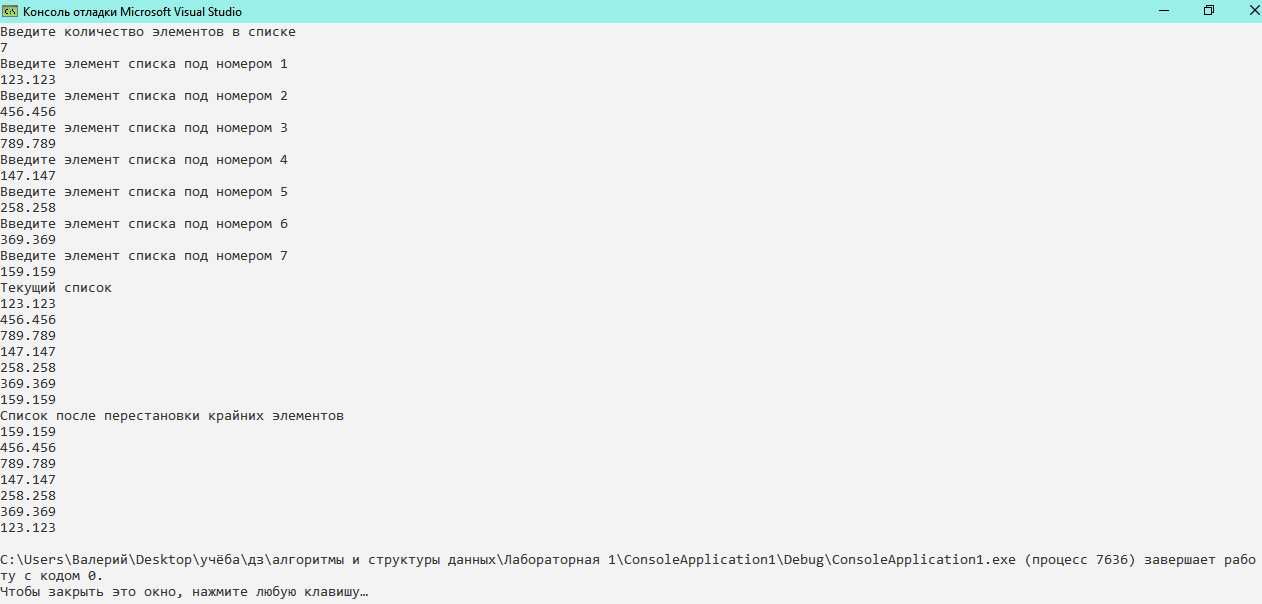 Консоль отладки Microsoft Visual Studio
Введите количество элементов в списке
7
Введите элемент списка под номером 1
123.123
Введите элемент списка под номером 2
456.456
Введите элемент списка под номером 3
789.789
Введите элемент списка под номером 4
147.147
Введите элемент списка под номером 5
258.258
Введите элемент списка под номером 6
369.369
Введите элемент списка под номером 7
159.159
Текущий список
123.123
456.456
789.789
147.147
258.258
369.369
159.159
Список после перестановки крайних элементов
159.159
456.456
789.789
147.147
258.258
369.369
123.123
C:\Users\Валерий\Desktop\учёба\дз\алгоритмы и структуры данных\Лабораторная 1\ConsoleApplication1\Debug\ConsoleApplication1.exe (процесс 7636) завершает рабо
ту с кодом 0.
Чтобы закрыть это окно, нажмите любую клавишу…